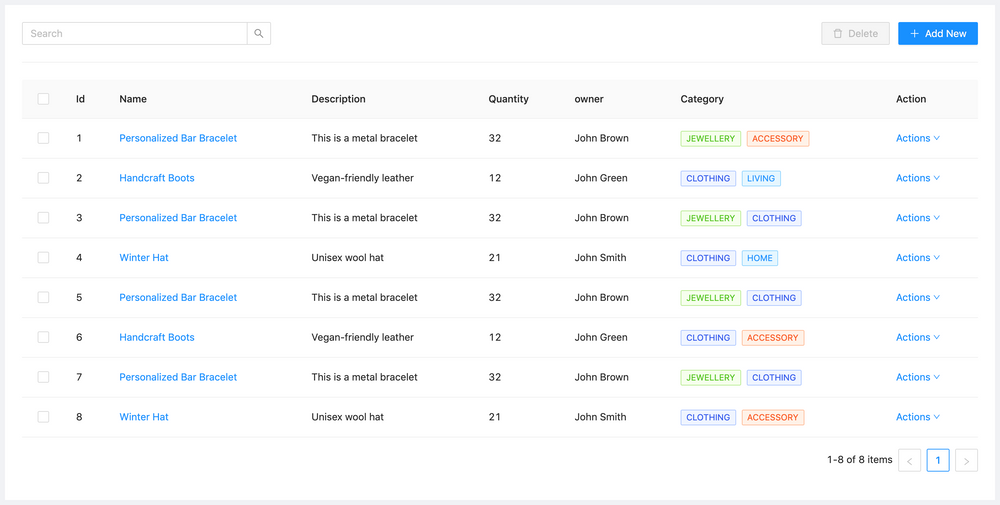 Search Delete + Add New
Id Name Description Quantity owner Category Action
1 Personalized Bar Bracelet This is a metal bracelet 32 John Brown JEWELLERY ACCESSORY Actions
2 Handcraft Boots Vegan-friendly leather 12 John Green CLOTHING LIVING Actions
3 Personalized Bar Bracelet This is a metal bracelet 32 John Brown JEWELLERY CLOTHING Actions
4 Winter Hat Unisex wool hat 21 John Smith CLOTHING HOME Actions
5 Personalized Bar Bracelet This is a metal bracelet 32 John Brown JEWELLERY CLOTHING Actions
6 Handcraft Boots Vegan-friendly leather 12 John Green CLOTHING ACCESSORY Actions
7 Personalized Bar Bracelet This is a metal bracelet 32 John Brown JEWELLERY CLOTHING Actions
8 Winter Hat Unisex wool hat 21 John Smith CLOTHING ACCESSORY Actions
1-8 of 8 items < 1 >